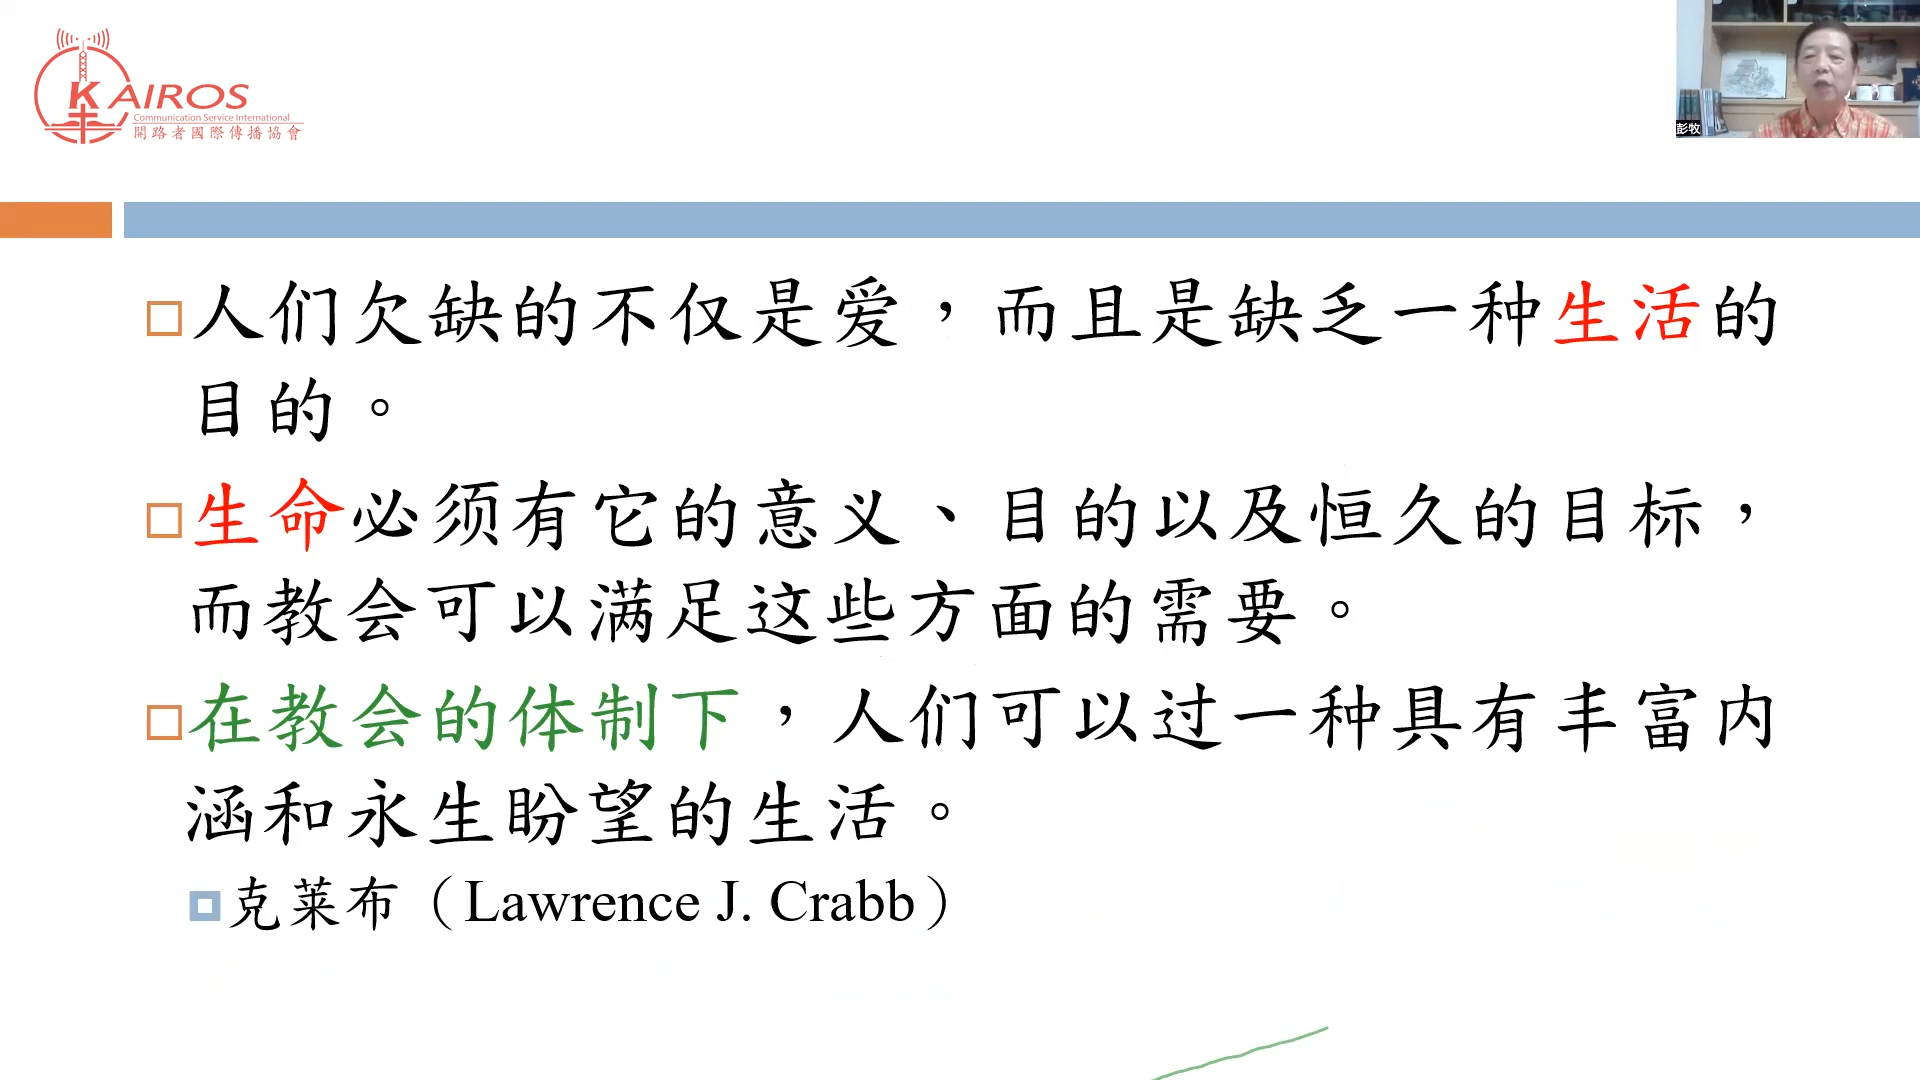 KAIROS
Communication Service International
開路者國際傳播協會
彭牧
人们欠缺的不仅是爱，而且是缺乏一种生活的
目的。
生命必须有它的意义、目的以及恒久的目标，
而教会可以满足这些方面的需要。
在教会的体制下，人们可以过一种具有丰富内
涵和永生盼望的生活。
克莱布（Lawrence J. Crabb）